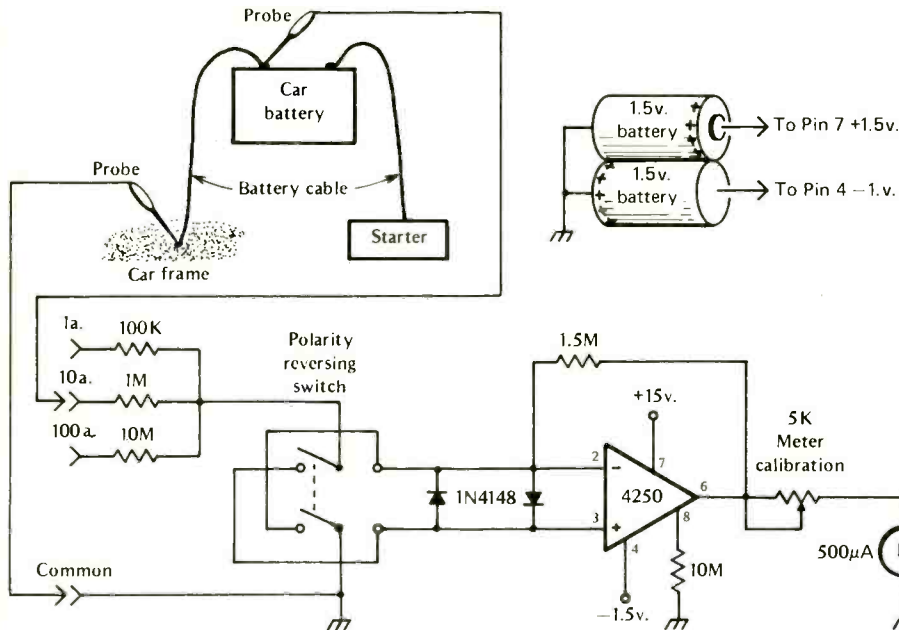 Probe
Car
battery
Probe
Battery cable
Starter
Car frame
1.5v.
battery
To Pin 7 +1.5v.
1.5v.
battery
To Pin 4 –1.v.
1a.
100K
10a.
1M
100a.
10M
Polarity
reversing
switch
1.5M
+15v.
5K
Meter
calibration
2
–
7
1N4148
4250
6
3
+
8
4
10M
500µA
–1.5v.
Common